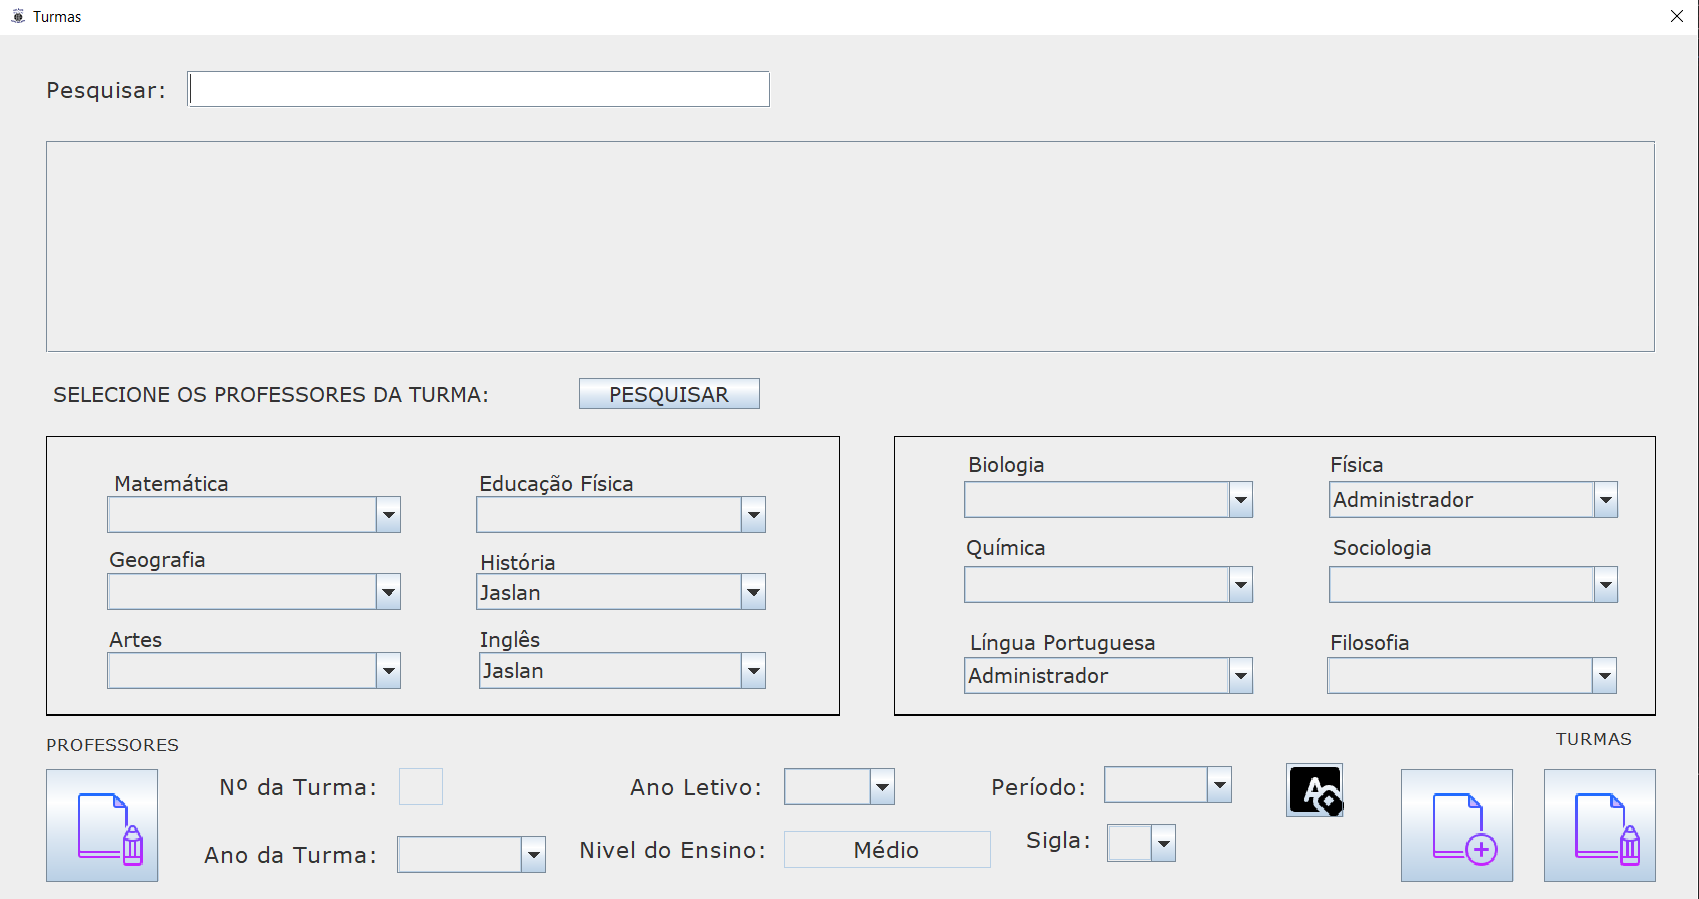 Turmas
Pesquisar:
SELECIONE OS PROFESSORES DA TURMA:
PESQUISAR
Matemática
Educação Física
Geografia
História
Jaslan
Artes
Inglês
Jaslan
Biologia
Física
Administrador
Química
Sociologia
Língua Portuguesa
Filosofia
Administrador
PROFESSORES
TURMAS
Nº da Turma:
Ano Letivo:
Período:
Ano da Turma:
Nivel do Ensino:
Médio
Sigla: